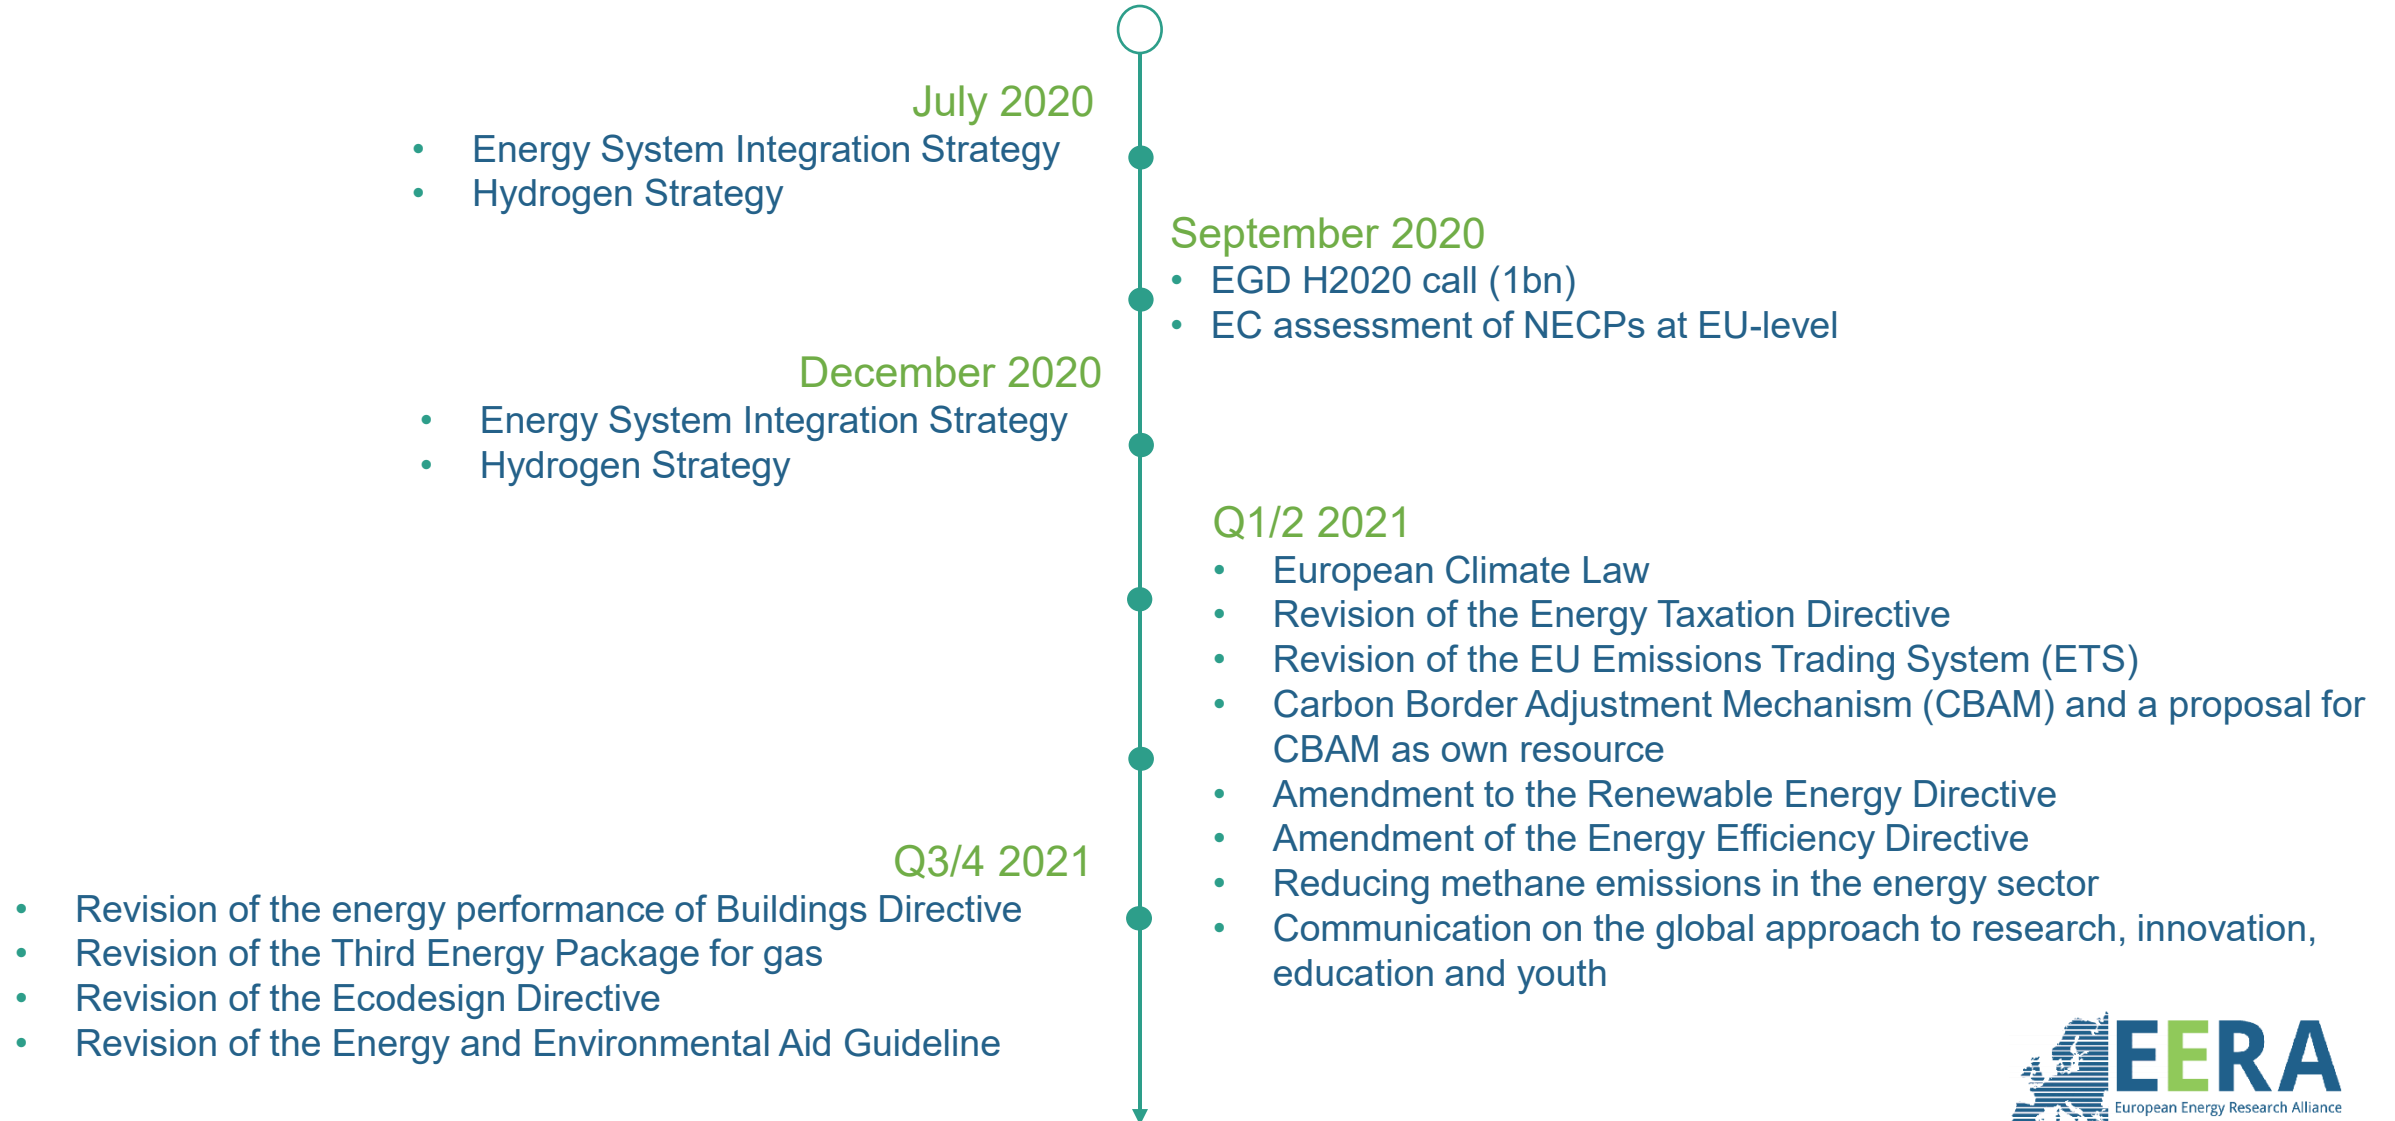 July 2020
• Energy System Integration Strategy
• Hydrogen Strategy
September 2020
• EGD H2020 call (1bn)
• EC assessment of NECPs at EU-level
December 2020
• Energy System Integration Strategy
• Hydrogen Strategy
Q1/2 2021
• European Climate Law
• Revision of the Energy Taxation Directive
• Revision of the EU Emissions Trading System (ETS)
• Carbon Border Adjustment Mechanism (CBAM) and a proposal for
CBAM as own resource
• Amendment to the Renewable Energy Directive
• Amendment of the Energy Efficiency Directive
• Reducing methane emissions in the energy sector
• Communication on the global approach to research, innovation,
education and youth
Q3/4 2021
• Revision of the energy performance of Buildings Directive
• Revision of the Third Energy Package for gas
• Revision of the Ecodesign Directive
• Revision of the Energy and Environmental Aid Guideline
EERA
European Energy Research Alliance